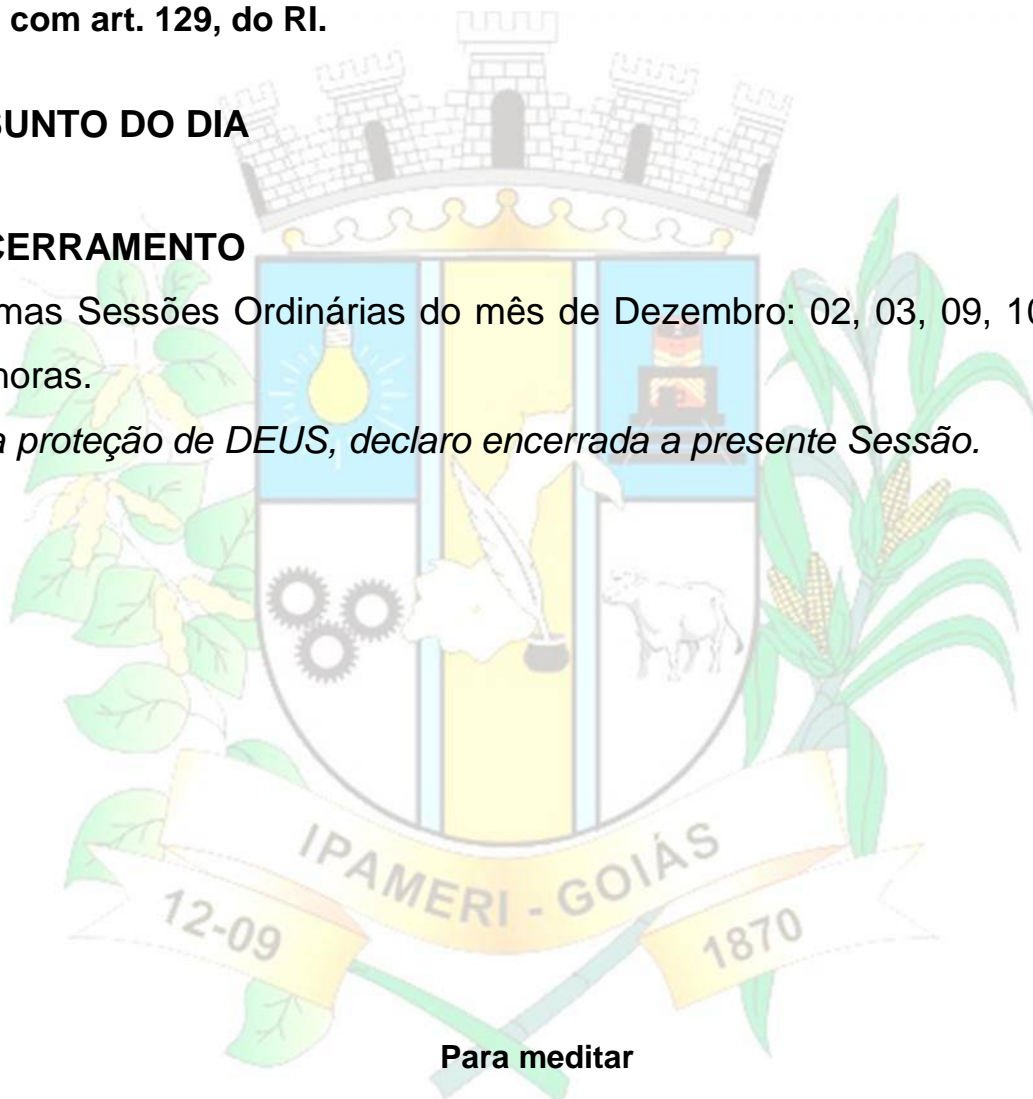 com art. 129, do RI.
SUNTO DO DIA
CERRAMENTO
mas Sessões Ordinárias do mês de Dezembro: 02, 03, 09, 10
horas.
a proteção de DEUS, declaro encerrada a presente Sessão.
IPAMERI - GOIÁS
12-09
1870
Para meditar